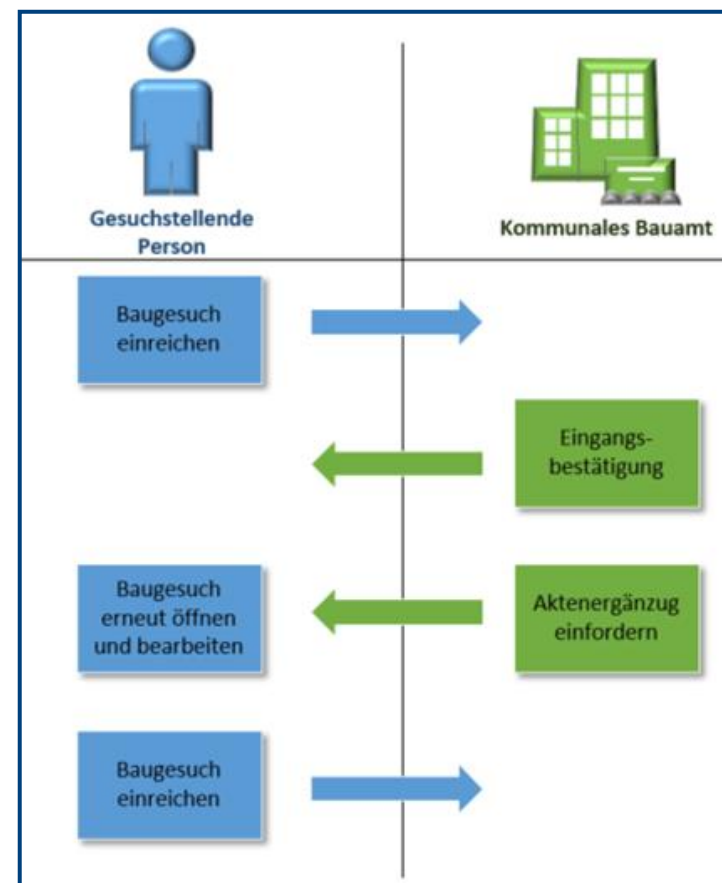 Gesuchstellende
Person
Kommunales Bauamt
Baugesuch
einreichen
Eingangs-
bestätigung
Baugesuch
erneut öffnen
und bearbeiten
Aktenergänzug
einfordern
Baugesuch
einreichen